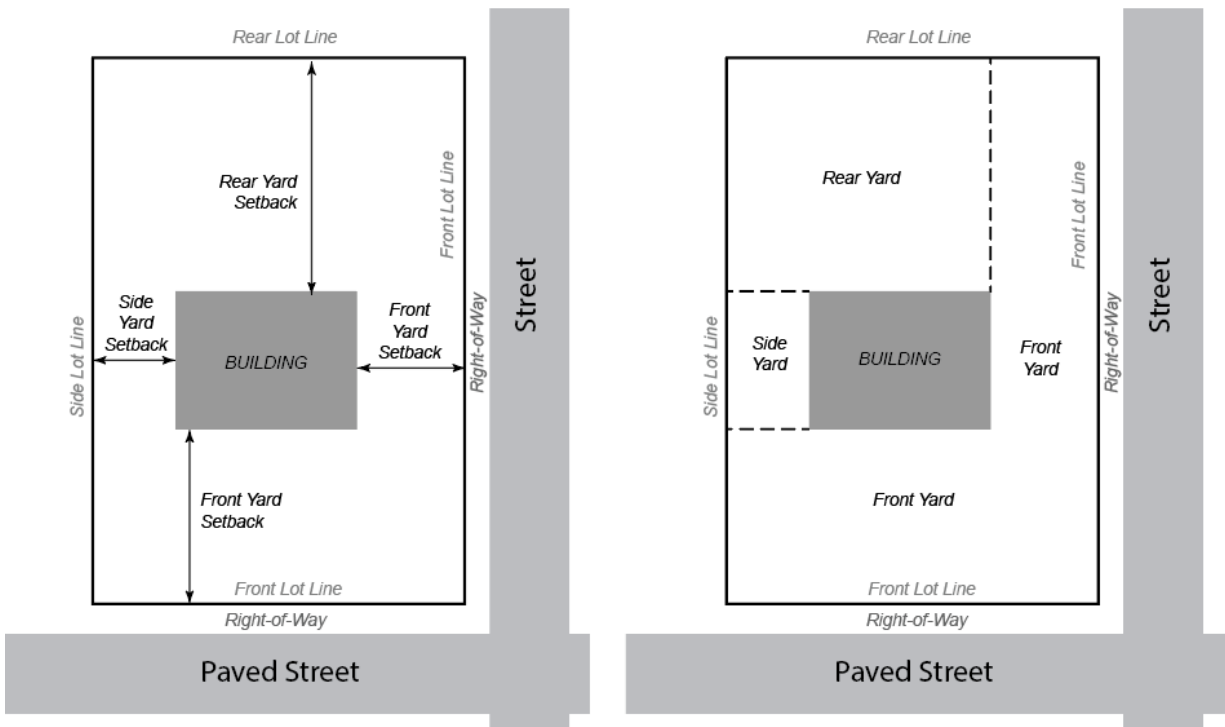 Rear Lot Line
Rear Yard
Setback
Front Lot Line
Side
Yard
Setback
Front
Yard
Setback
BUILDING
Side Lot Line
Right-of-Way
Street
Front Yard
Setback
Front Lot Line
Right-of-Way
Paved Street
Rear Lot Line
Rear Yard
Front Lot Line
Side Lot Line
Side
Yard
BUILDING
Front
Yard
Right-of-Way
Street
Front Yard
Front Lot Line
Right-of-Way
Paved Street